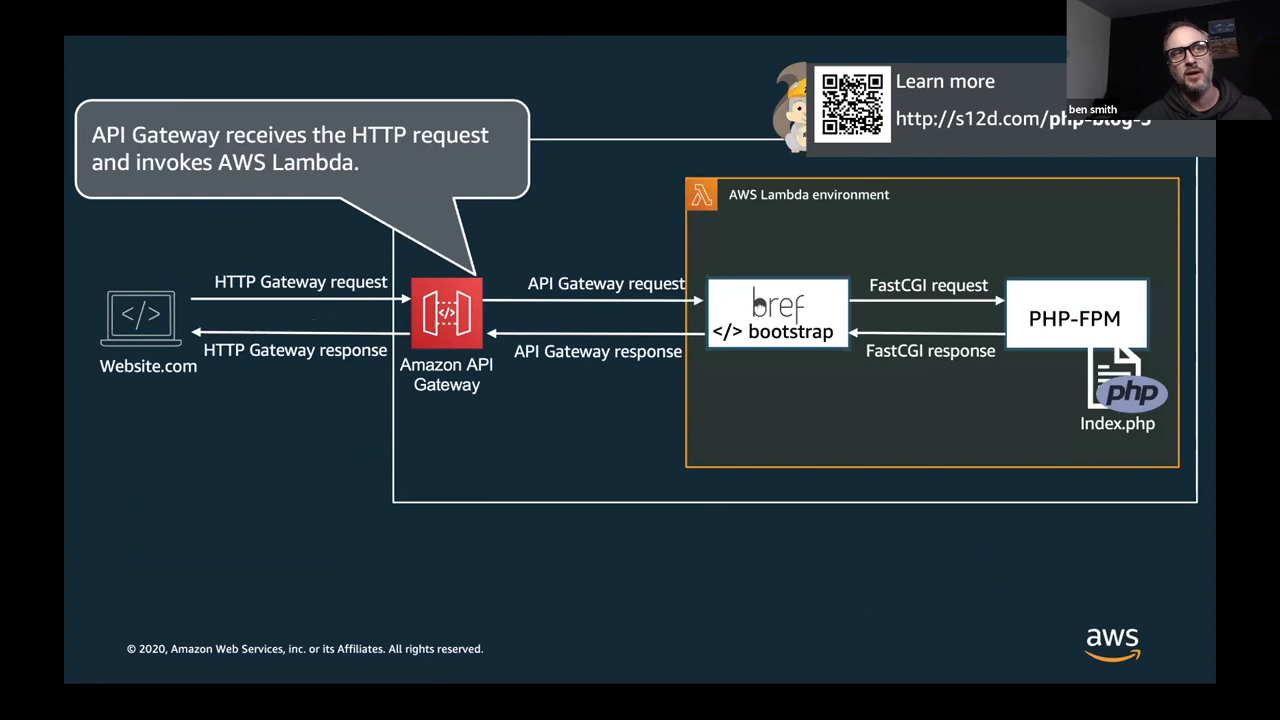 Learn more
http://s12d.com/php-blog-3
ben smith
API Gateway receives the HTTP request
and invokes AWS Lambda.
AWS Lambda environment
HTTP Gateway request
API Gateway request
FastCGI request
bref
</> bootstrap
PHP-FPM
</>
</>
HTTP Gateway response
API Gateway response
FastCGI response
Website.com
Amazon API
Gateway
php
Index.php
© 2020, Amazon Web Services, inc. or its Affiliates. All rights reserved.
aws